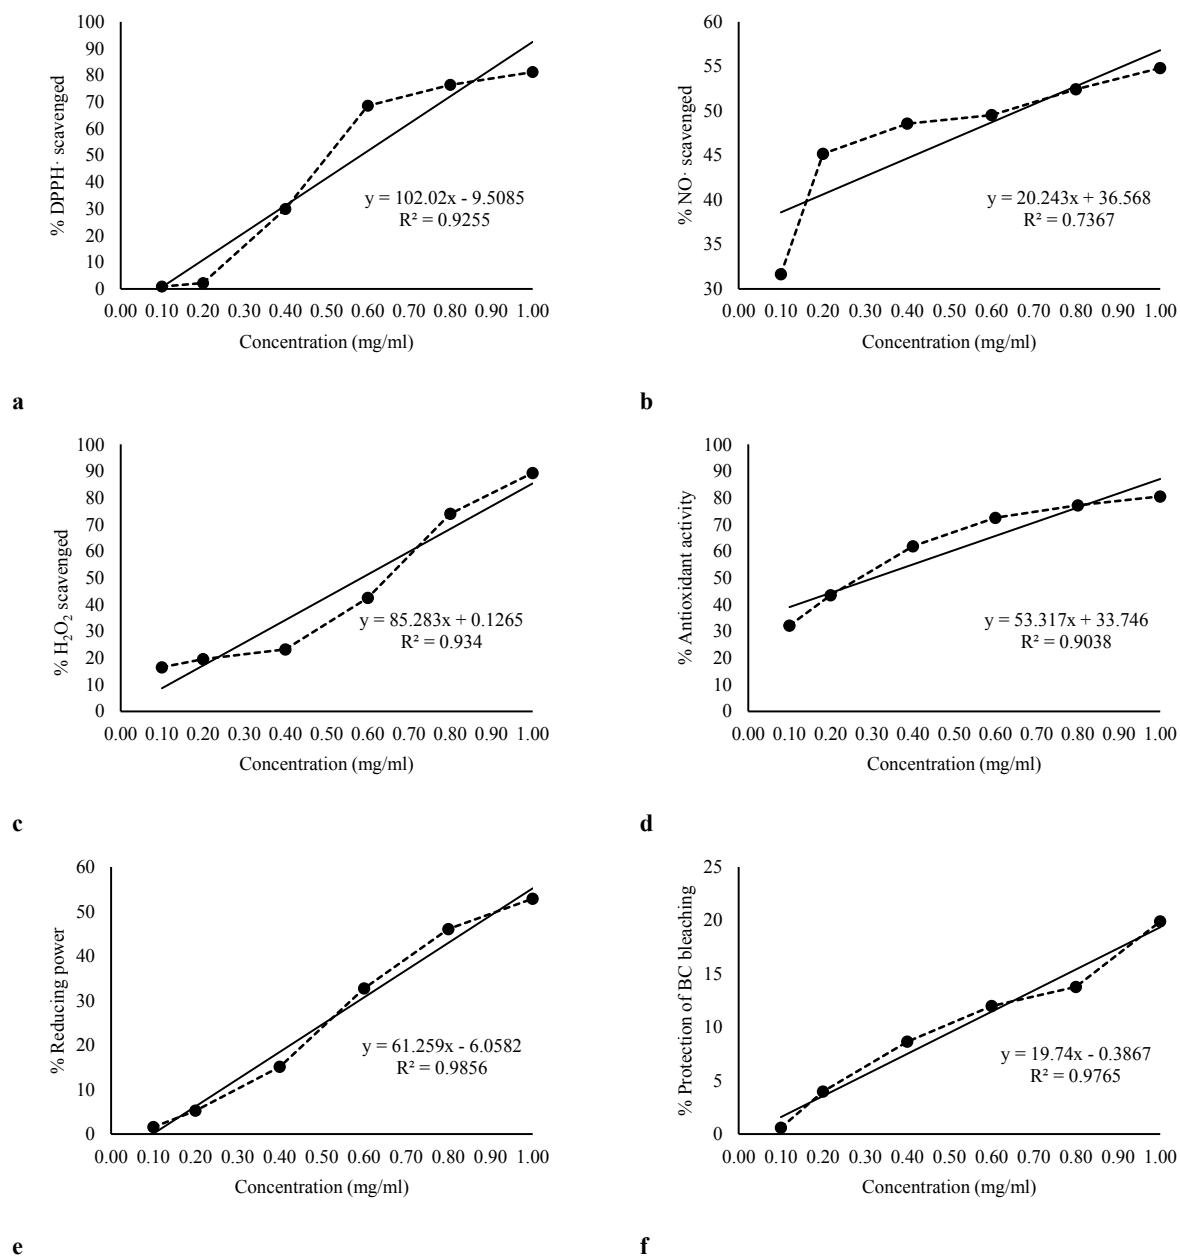 100
90
80
70
60
50
40
30
20
10
0
% DPPH· scavenged
y = 102.02x - 9.5085
R² = 0.9255
0.00 0.10 0.20 0.30 0.40 0.50 0.60 0.70 0.80 0.90 1.00
Concentration (mg/ml)
a
60
55
50
45
40
35
30
% NO· scavenged
y = 20.243x + 36.568
R² = 0.7367
0.00 0.10 0.20 0.30 0.40 0.50 0.60 0.70 0.80 0.90 1.00
Concentration (mg/ml)
b
100
90
80
70
60
50
40
30
20
10
0
% H₂O₂ scavenged
y = 85.283x + 0.1265
R² = 0.934
0.00 0.10 0.20 0.30 0.40 0.50 0.60 0.70 0.80 0.90 1.00
Concentration (mg/ml)
c
100
90
80
70
60
50
40
30
20
10
0
% Antioxidant activity
y = 53.317x + 33.746
R² = 0.9038
0.00 0.10 0.20 0.30 0.40 0.50 0.60 0.70 0.80 0.90 1.00
Concentration (mg/ml)
d
60
50
40
30
20
10
0
% Reducing power
y = 61.259x - 6.0582
R² = 0.9856
0.00 0.10 0.20 0.30 0.40 0.50 0.60 0.70 0.80 0.90 1.00
Concentration (mg/ml)
e
25
20
15
10
5
0
% Protection of BC bleaching
y = 19.74x - 0.3867
R² = 0.9765
0.00 0.10 0.20 0.30 0.40 0.50 0.60 0.70 0.80 0.90 1.00
Concentration (mg/ml)
f